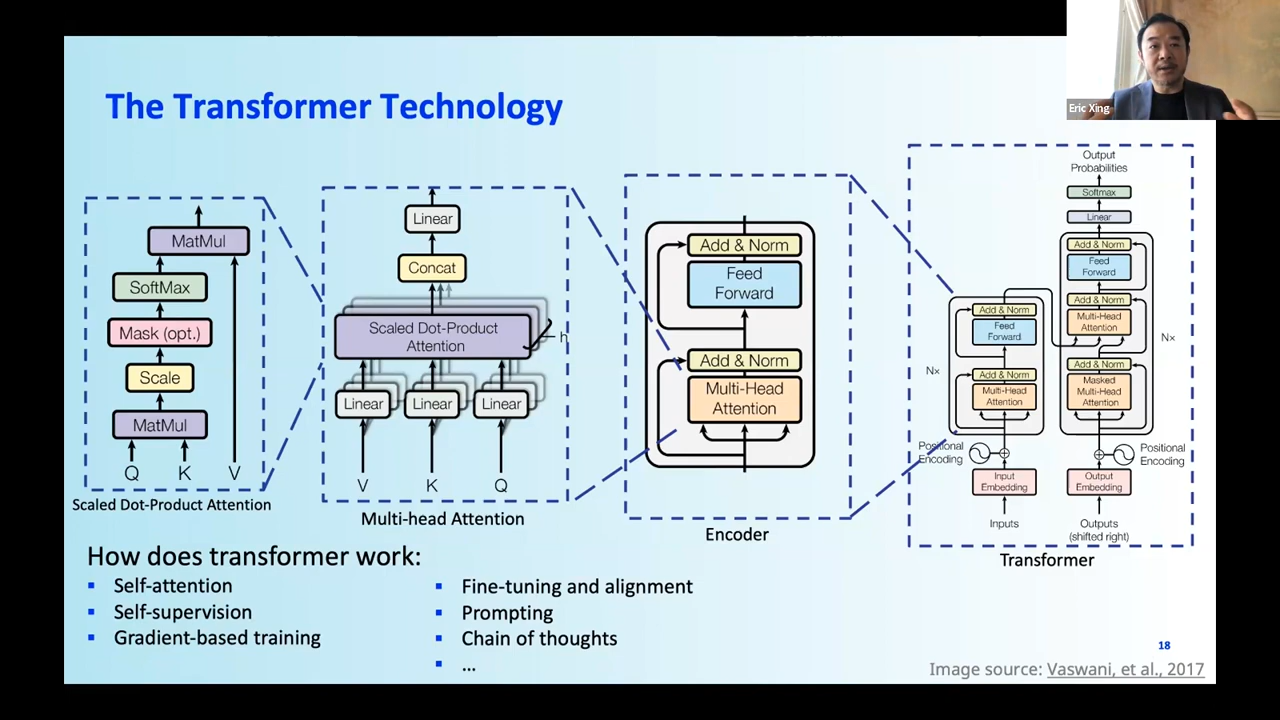 The Transformer Technology
Eric Xing
MatMul
SoftMax
Mask (opt.)
Scale
MatMul
Q K V
Scaled Dot-Product Attention
Linear
Concat
Scaled Dot-Product
Attention
h
Linear Linear Linear
V K Q
Multi-head Attention
Add & Norm
Feed
Forward
Add & Norm
Multi-Head
Attention
Encoder
Output
Probabilities
Softmax
Linear
Add & Norm
Feed
Forward
Add & Norm
Multi-Head
Attention
Add & Norm
Masked
Multi-Head
Attention
Nx
Positional
Encoding
Output
Embedding
Outputs
(shifted right)
Add & Norm
Feed
Forward
Nx
Add & Norm
Multi-Head
Attention
Positional
Encoding
Input
Embedding
Inputs
Transformer
How does transformer work:
▪ Self-attention
▪ Self-supervision
▪ Gradient-based training
▪ Fine-tuning and alignment
▪ Prompting
▪ Chain of thoughts
▪ ...
18
Image source: Vaswani, et al., 2017